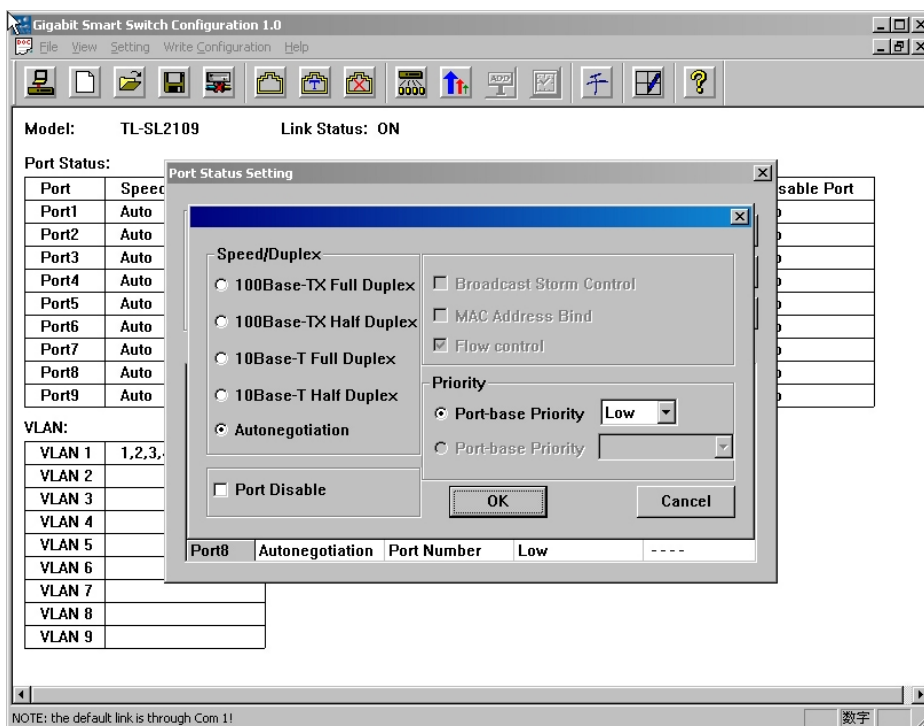 Gigabit Smart Switch Configuration 1.0
File View Setting Write Configuration Help
Model: TL-SL2109 Link Status: ON
Port Status:
Port Status Setting
Port
Port1 Auto
Port2 Auto
Port3 Auto
Port4 Auto
Port5 Auto
Port6 Auto
Port7 Auto
Port8 Auto
Port9 Auto
Port
Speed/Duplex
100Base-TX Full Duplex
100Base-TX Half Duplex
10Base-T Full Duplex
10Base-T Half Duplex
Autonegotiation
Port Disable
Broadcast Storm Control
MAC Address Bind
Flow control
Priority
Port-base Priority Low
Port-base Priority
OK Cancel
Port8 Autonegotiation Port Number Low ----
VLAN:
VLAN 1 1,2,3,
VLAN 2
VLAN 3
VLAN 4
VLAN 5
VLAN 6
VLAN 7
VLAN 8
VLAN 9
NOTE: the default link is through Com 1!
数字